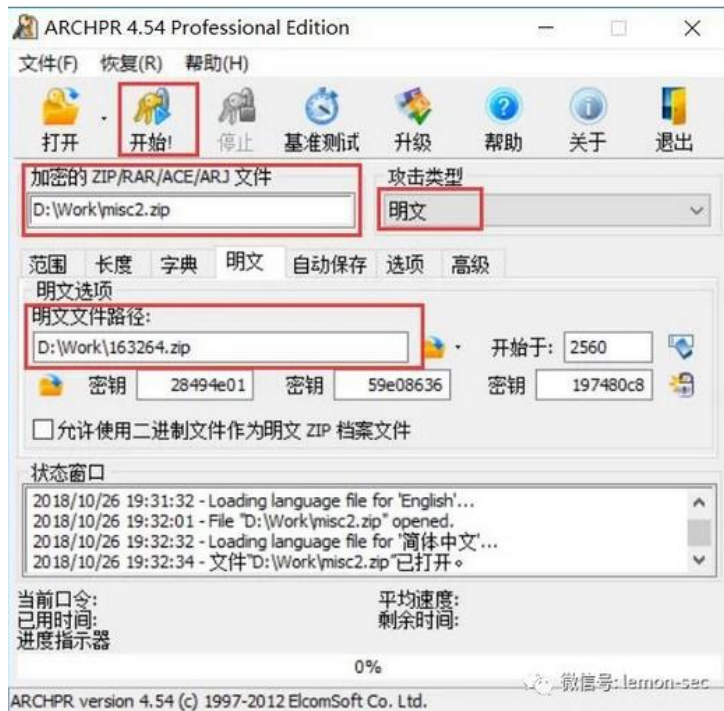 ARCHPR 4.54 Professional Edition
文件(F) 恢复(R) 帮助(H)
打开 开始! 停止 基准测试 升级 帮助 关于 退出
加密的 ZIP/RAR/ACE/ARJ 文件 攻击类型
D:\Work\misc2.zip 明文
范围 长度 字典 明文 自动保存 选项 高级
明文选项
明文文件路径:
D:\Work\163264.zip 开始于: 2560
密钥 28494e01 密钥 59e08636 密钥 197480c8
允许使用二进制文件作为明文 ZIP 档案文件
状态窗口
2018/10/26 19:31:32 - Loading language file for 'English'...
2018/10/26 19:32:01 - File "D:\Work\misc2.zip" opened.
2018/10/26 19:32:32 - Loading language file for '简体中文'...
2018/10/26 19:32:34 - 文件"D:\Work\misc2.zip"已打开。
当前口令: 平均速度:
已用时间: 剩余时间:
进度指示器
0%
微信号: lemon-sec
ARCHPR version 4.54 (c) 1997-2012 ElcomSoft Co. Ltd.